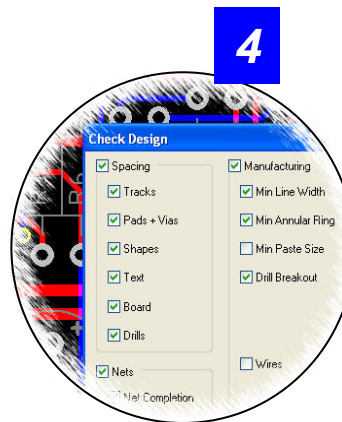 4
Check Design
Spacing
Tracks
Pads + Vias
Shapes
Text
Board
Drills
Nets
Net Completion
Manufacturing
Min Line Width
Min Annular Ring
Min Paste Size
Drill Breakout
Wires